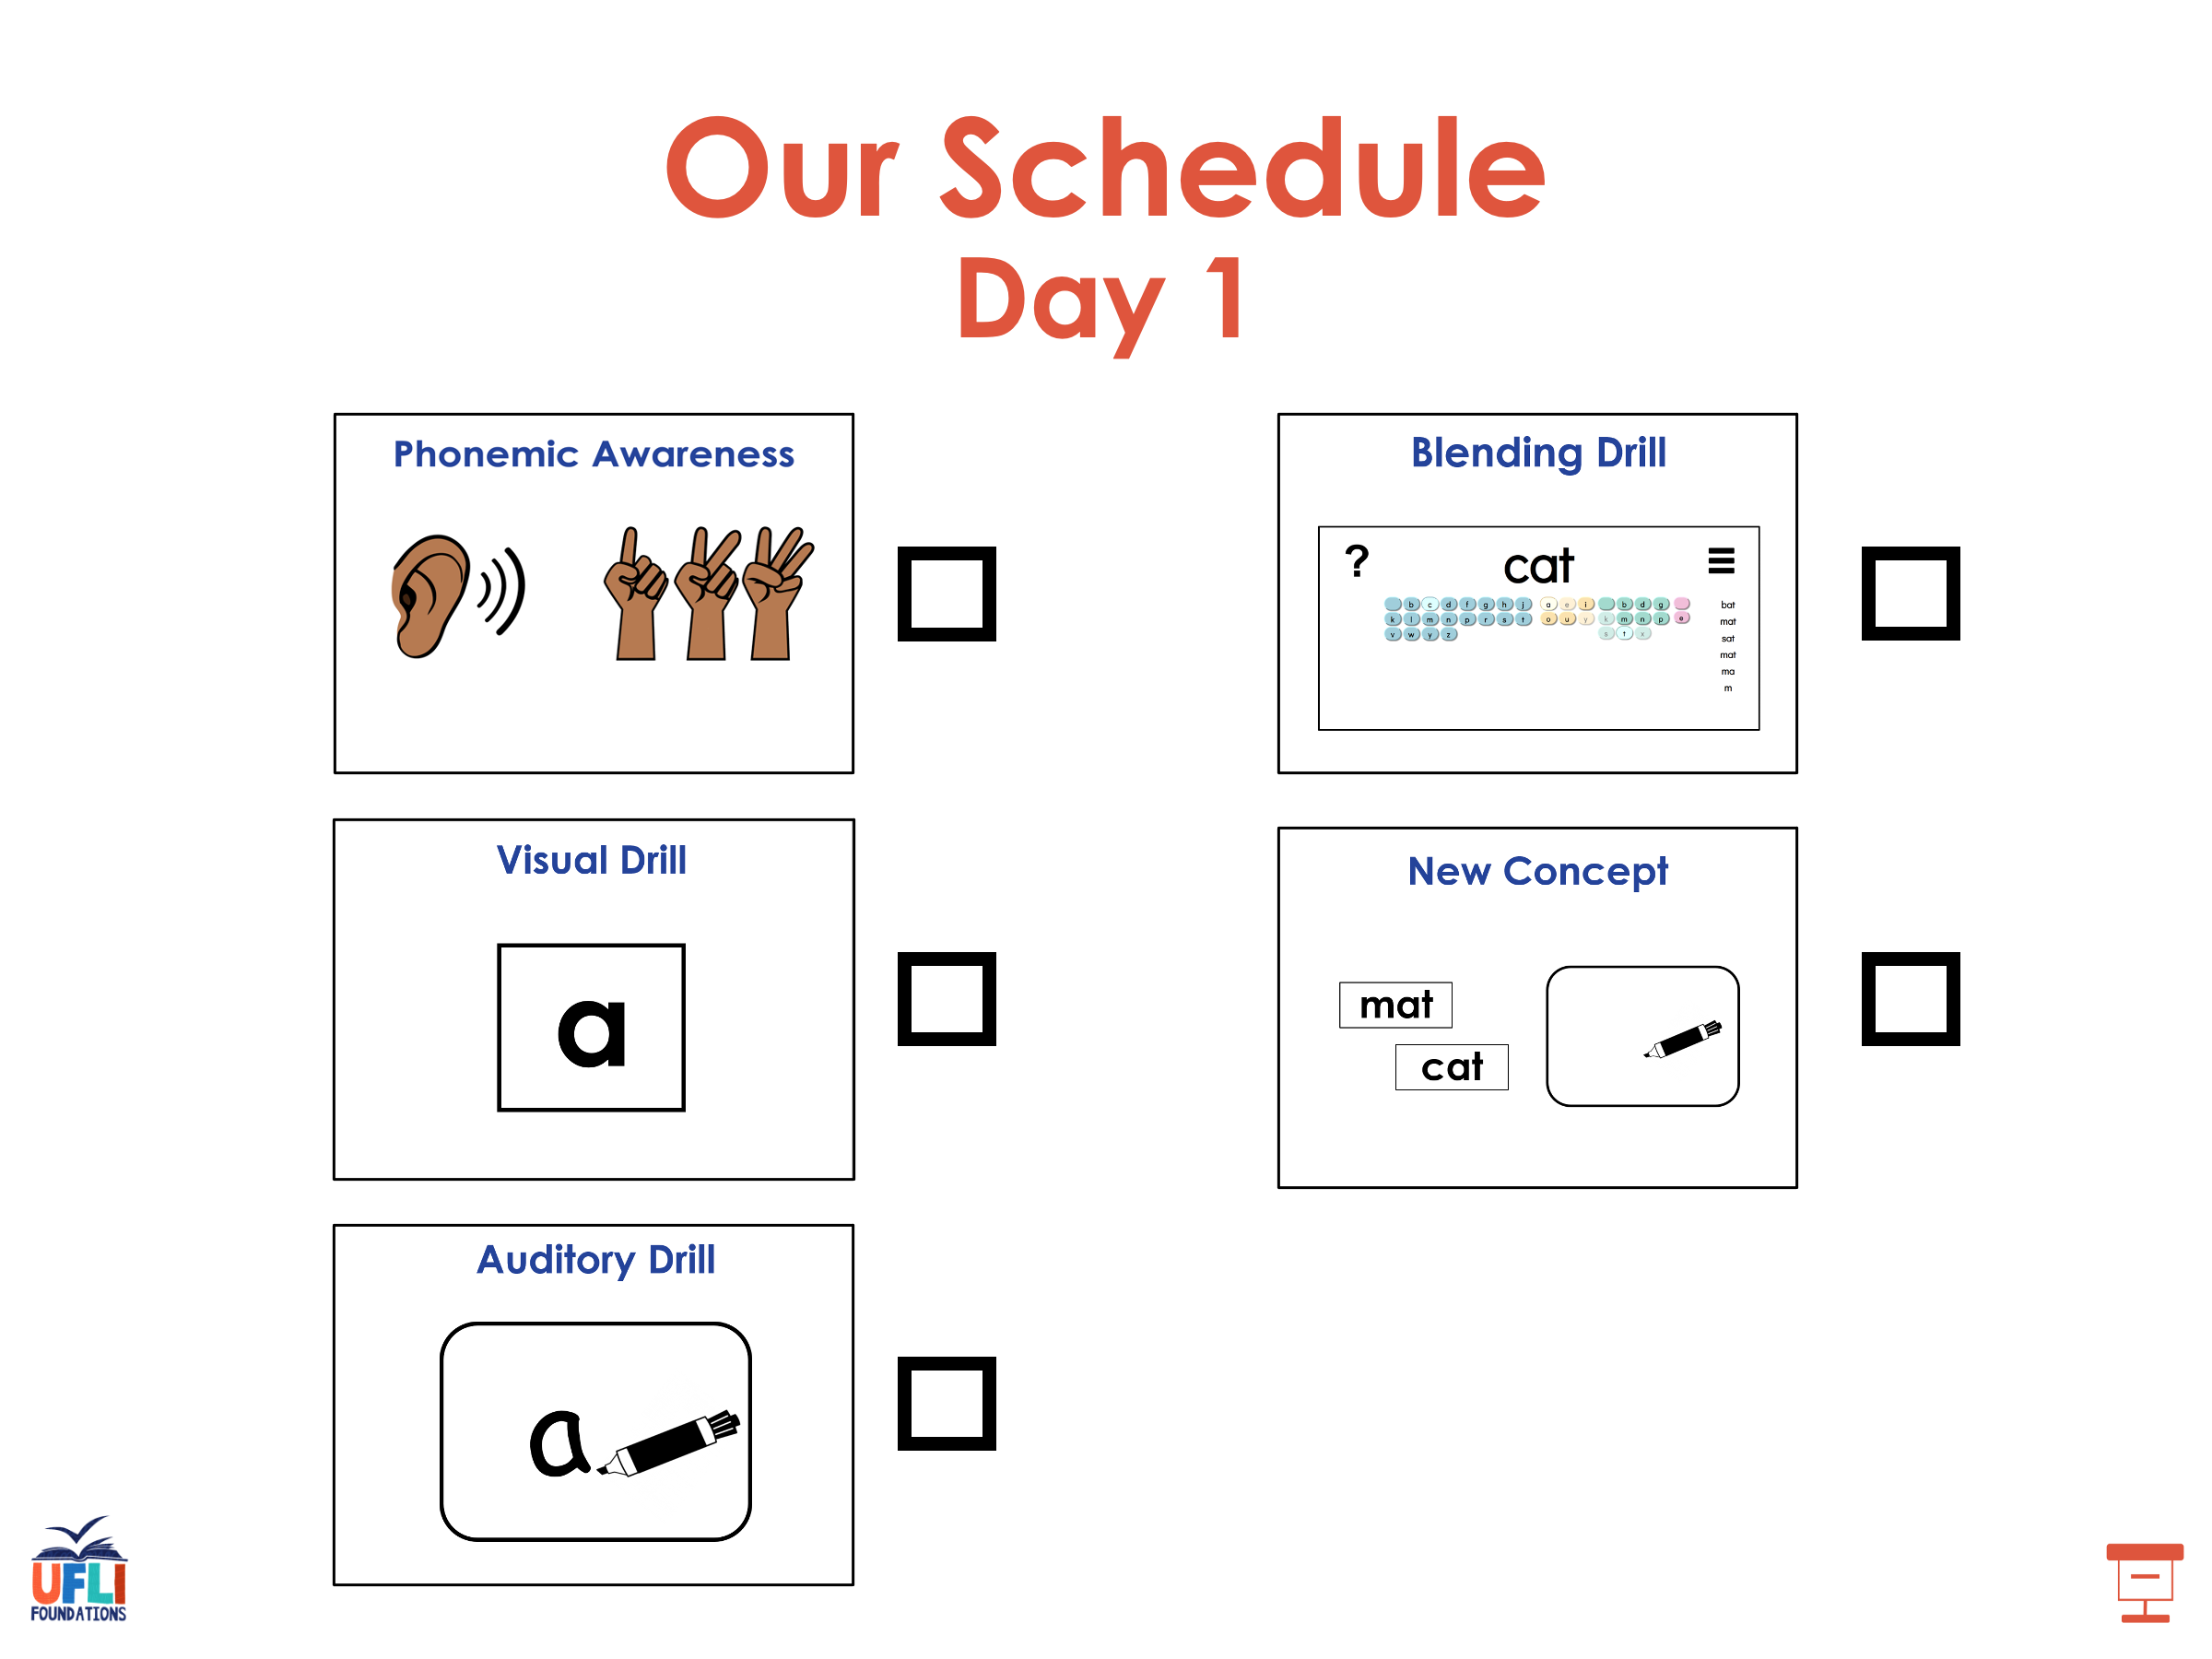 Our Schedule
Day 1
Phonemic Awareness
Visual Drill
a
Auditory Drill
a
Blending Drill
?
cat
b c d f g h j a e i b d g
k l m n p r s t o u y k m n p e
v w y z s t x
bat
mat
sat
mat
ma
m
New Concept
mat
cat
UFLI
FOUNDATIONS